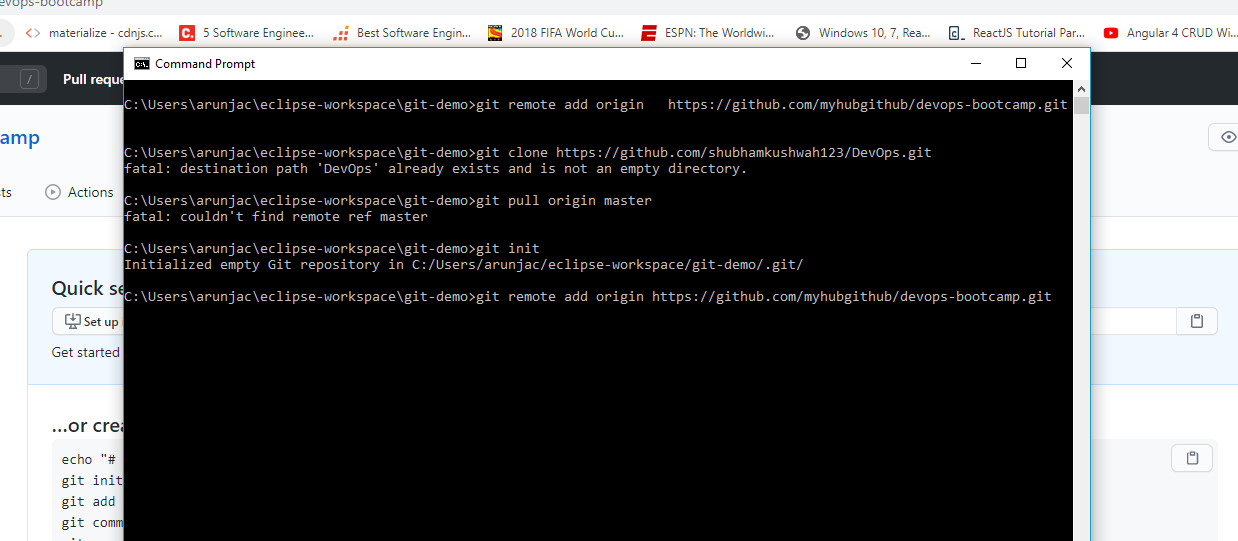 evops-bootcamp
materialize - cdnjs.c...
5 Software Enginee...
Best Software Engin...
2018 FIFA World Cu...
ESPN: The Worldwi...
Windows 10, 7, Rea...
ReactJS Tutorial Par...
Angular 4 CRUD Wi...
Command Prompt
/
Pull reque
C:\Users\arunjac\eclipse-workspace\git-demo>git remote add origin   https://github.com/myhubgithub/devops-bootcamp.git
amp
C:\Users\arunjac\eclipse-workspace\git-demo>git clone https://github.com/shubhamkushwah123/DevOps.git
fatal: destination path 'DevOps' already exists and is not an empty directory.
ts
Actions
C:\Users\arunjac\eclipse-workspace\git-demo>git pull origin master
fatal: couldn't find remote ref master
C:\Users\arunjac\eclipse-workspace\git-demo>git init
Initialized empty Git repository in C:/Users/arunjac/eclipse-workspace/git-demo/.git/
C:\Users\arunjac\eclipse-workspace\git-demo>git remote add origin https://github.com/myhubgithub/devops-bootcamp.git
Quick se
Set up
Get started
...or crea
echo "#
git init
git add
git comm